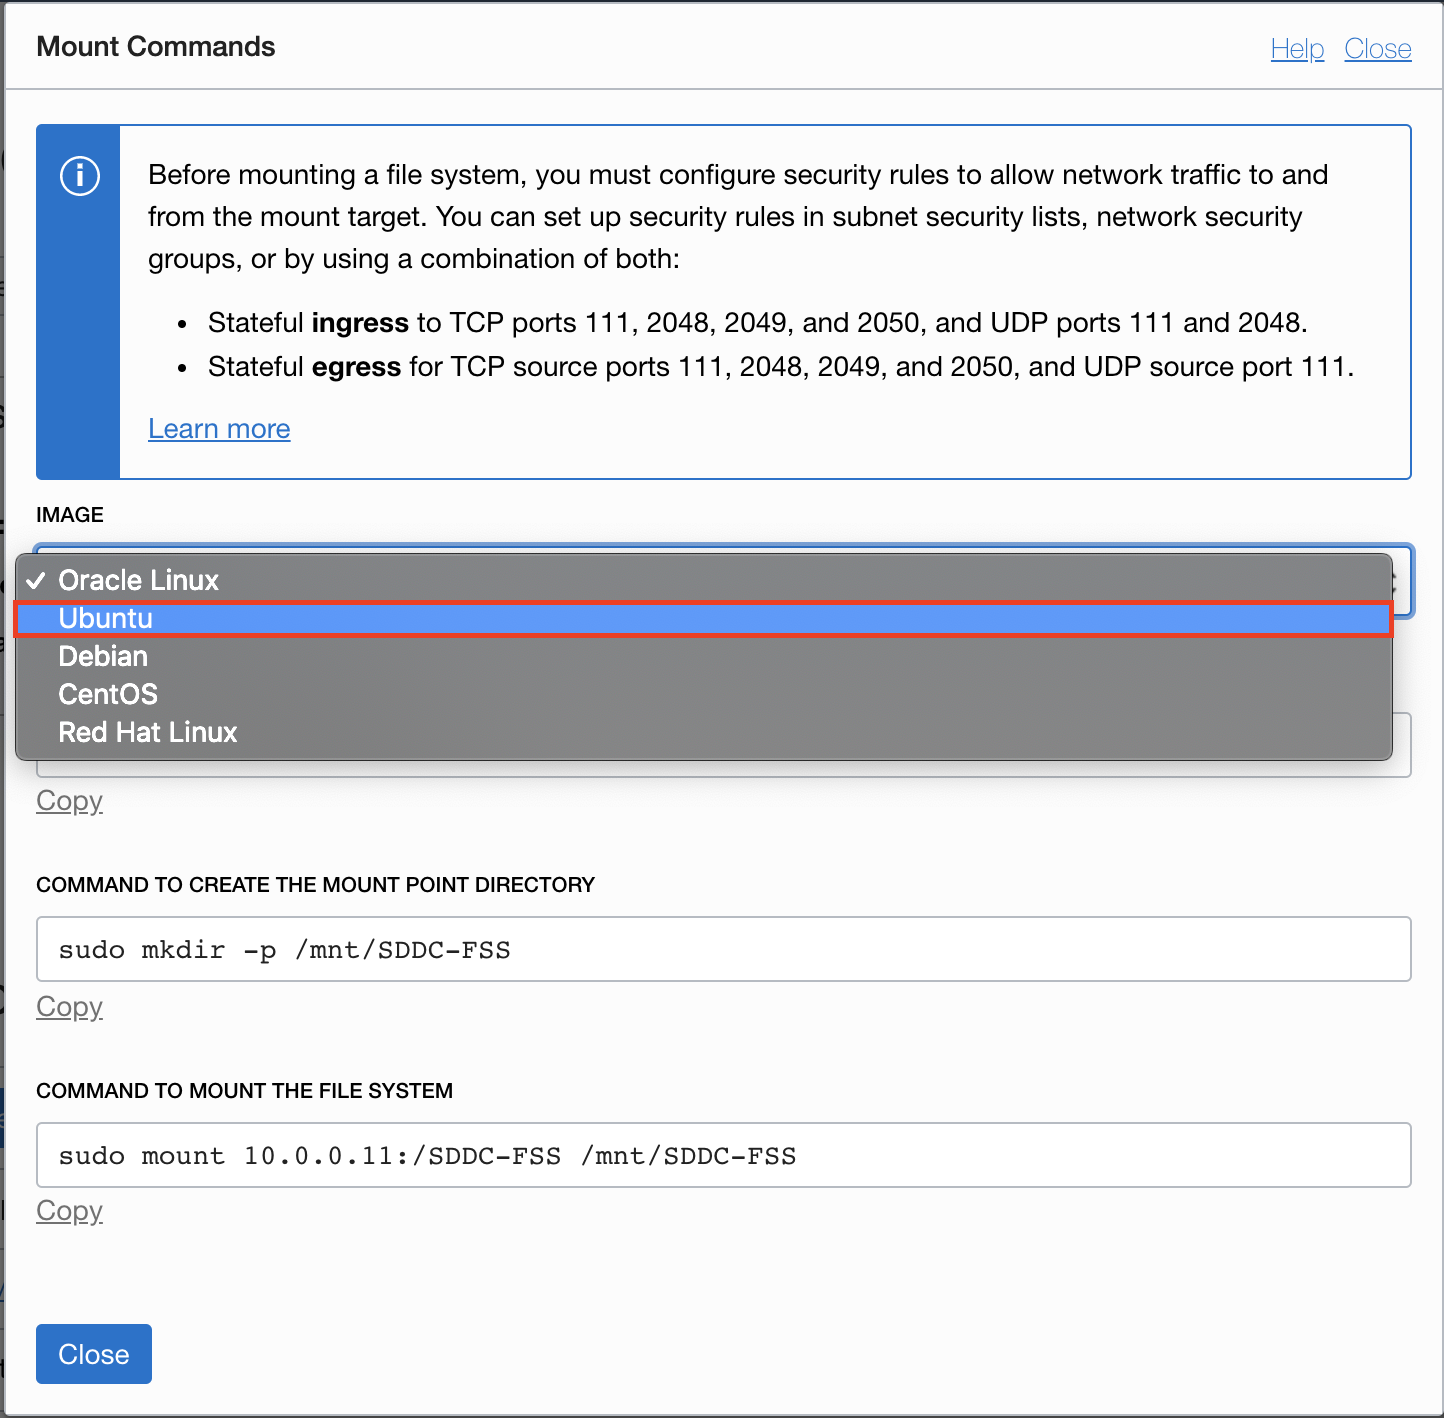 Mount Commands
Help Close
Before mounting a file system, you must configure security rules to allow network traffic to and
from the mount target. You can set up security rules in subnet security lists, network security
groups, or by using a combination of both:
• Stateful ingress to TCP ports 111, 2048, 2049, and 2050, and UDP ports 111 and 2048.
• Stateful egress for TCP source ports 111, 2048, 2049, and 2050, and UDP source port 111.
Learn more
IMAGE
✓ Oracle Linux
Ubuntu
Debian
CentOS
Red Hat Linux
Copy
COMMAND TO CREATE THE MOUNT POINT DIRECTORY
sudo mkdir -p /mnt/SDDC-FSS
Copy
COMMAND TO MOUNT THE FILE SYSTEM
sudo mount 10.0.0.11:/SDDC-FSS /mnt/SDDC-FSS
Copy
Close